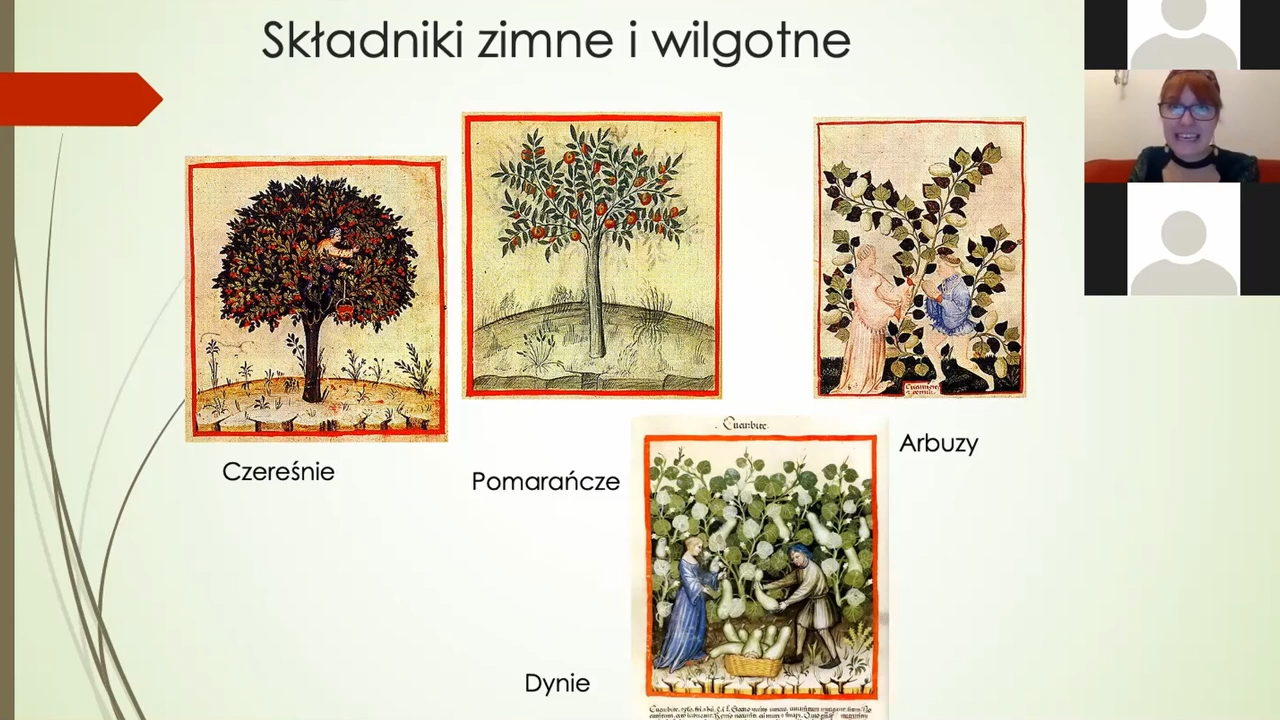 Składniki zimne i wilgotne
Czereśnie
Pomarańcze
Arbuzy
Cucurbite.
Dynie